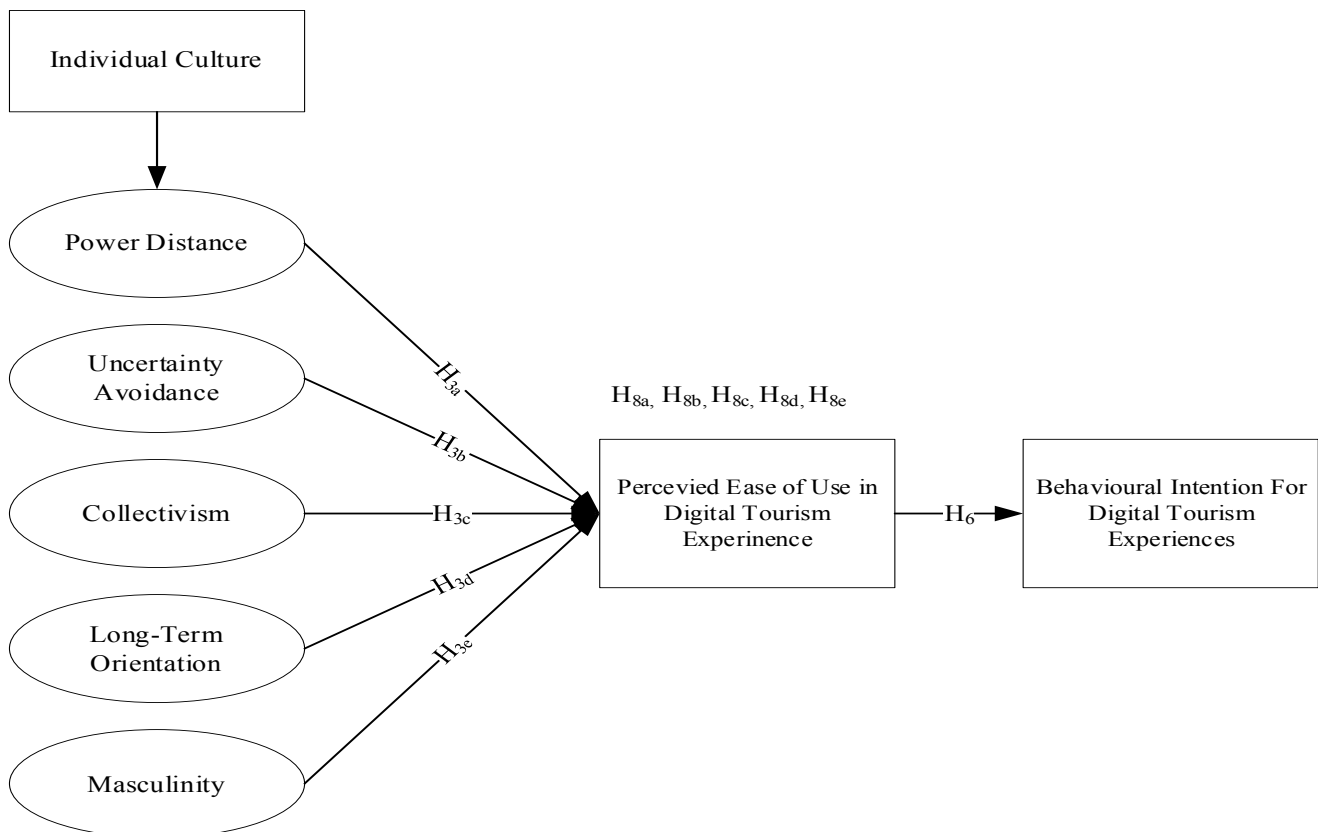 Individual Culture
Power Distance
Uncertainty
Avoidance
Collectivism
Long-Term
Orientation
Masculinity
H3a
H3b
H3c
H3d
H3e
H8a, H8b, H8c, H8d, H8e
Percevied Ease of Use in
Digital Tourism
Experinence
H6
Behavioural Intention For
Digital Tourism
Experiences